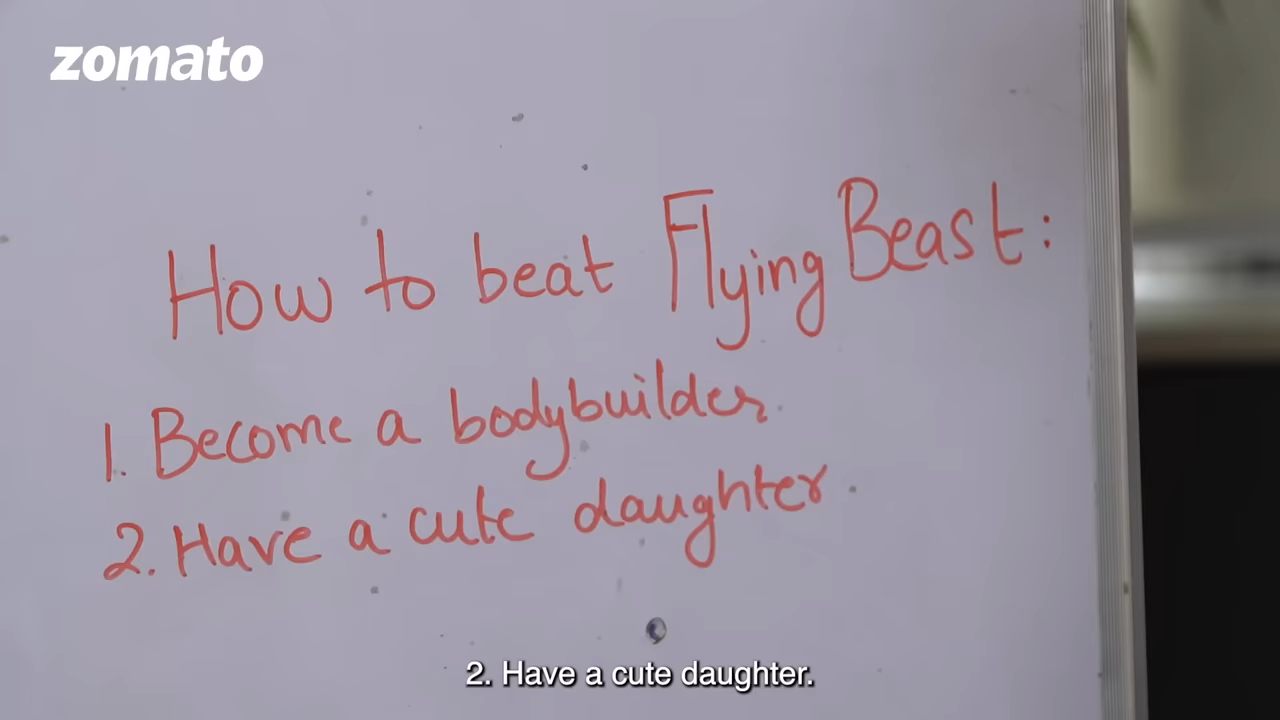 zomato
How to beat Flying Beast:
1. Become a bodybuilder
2. Have a cute daughter
2. Have a cute daughter.